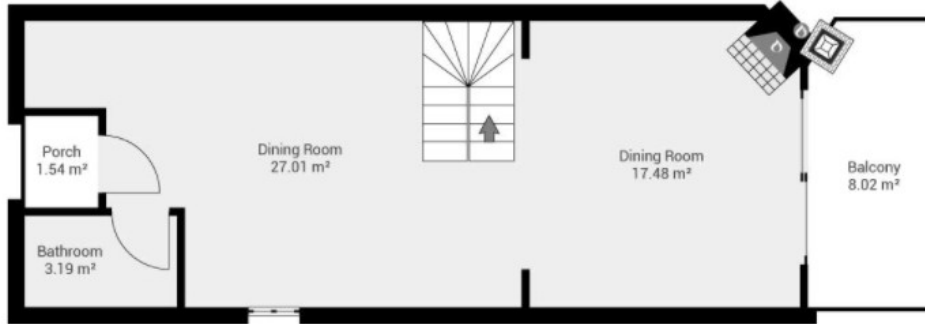 Porch
1.54 m²
Dining Room
27.01 m²
Dining Room
17.48 m²
Balcony
8.02 m²
Bathroom
3.19 m²